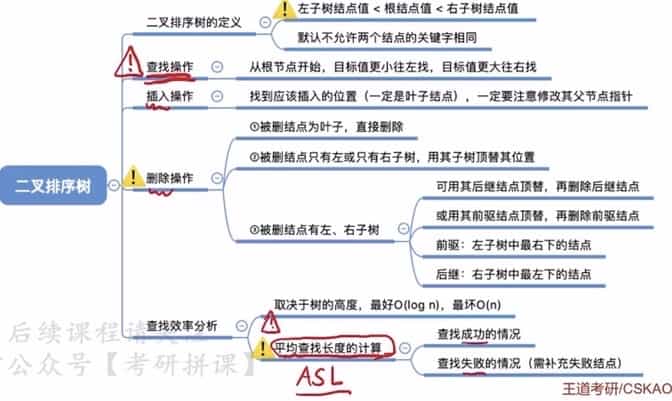 二叉排序树
二叉排序树的定义
左子树结点值 < 根结点值 < 右子树结点值
默认不允许两个结点的关键字相同
查找操作
从根节点开始，目标值更小往左找，目标值更大往右找
插入操作
找到应该插入的位置（一定是叶子结点），一定要注意修改其父节点指针
删除操作
①被删结点为叶子，直接删除
②被删结点只有左或只有右子树，用其子树顶替其位置
③被删结点有左、右子树
可用其后继结点顶替，再删除后继结点
或用其前驱结点顶替，再删除前驱结点
前驱：左子树中最右下的结点
后继：右子树中最左下的结点
查找效率分析
取决于树的高度，最好O(log n)，最坏O(n)
平均查找长度的计算
查找成功的情况
查找失败的情况（需补充失败结点）
ASL
后续课程请
公众号【考研拼课】
王道考研/CSKAO